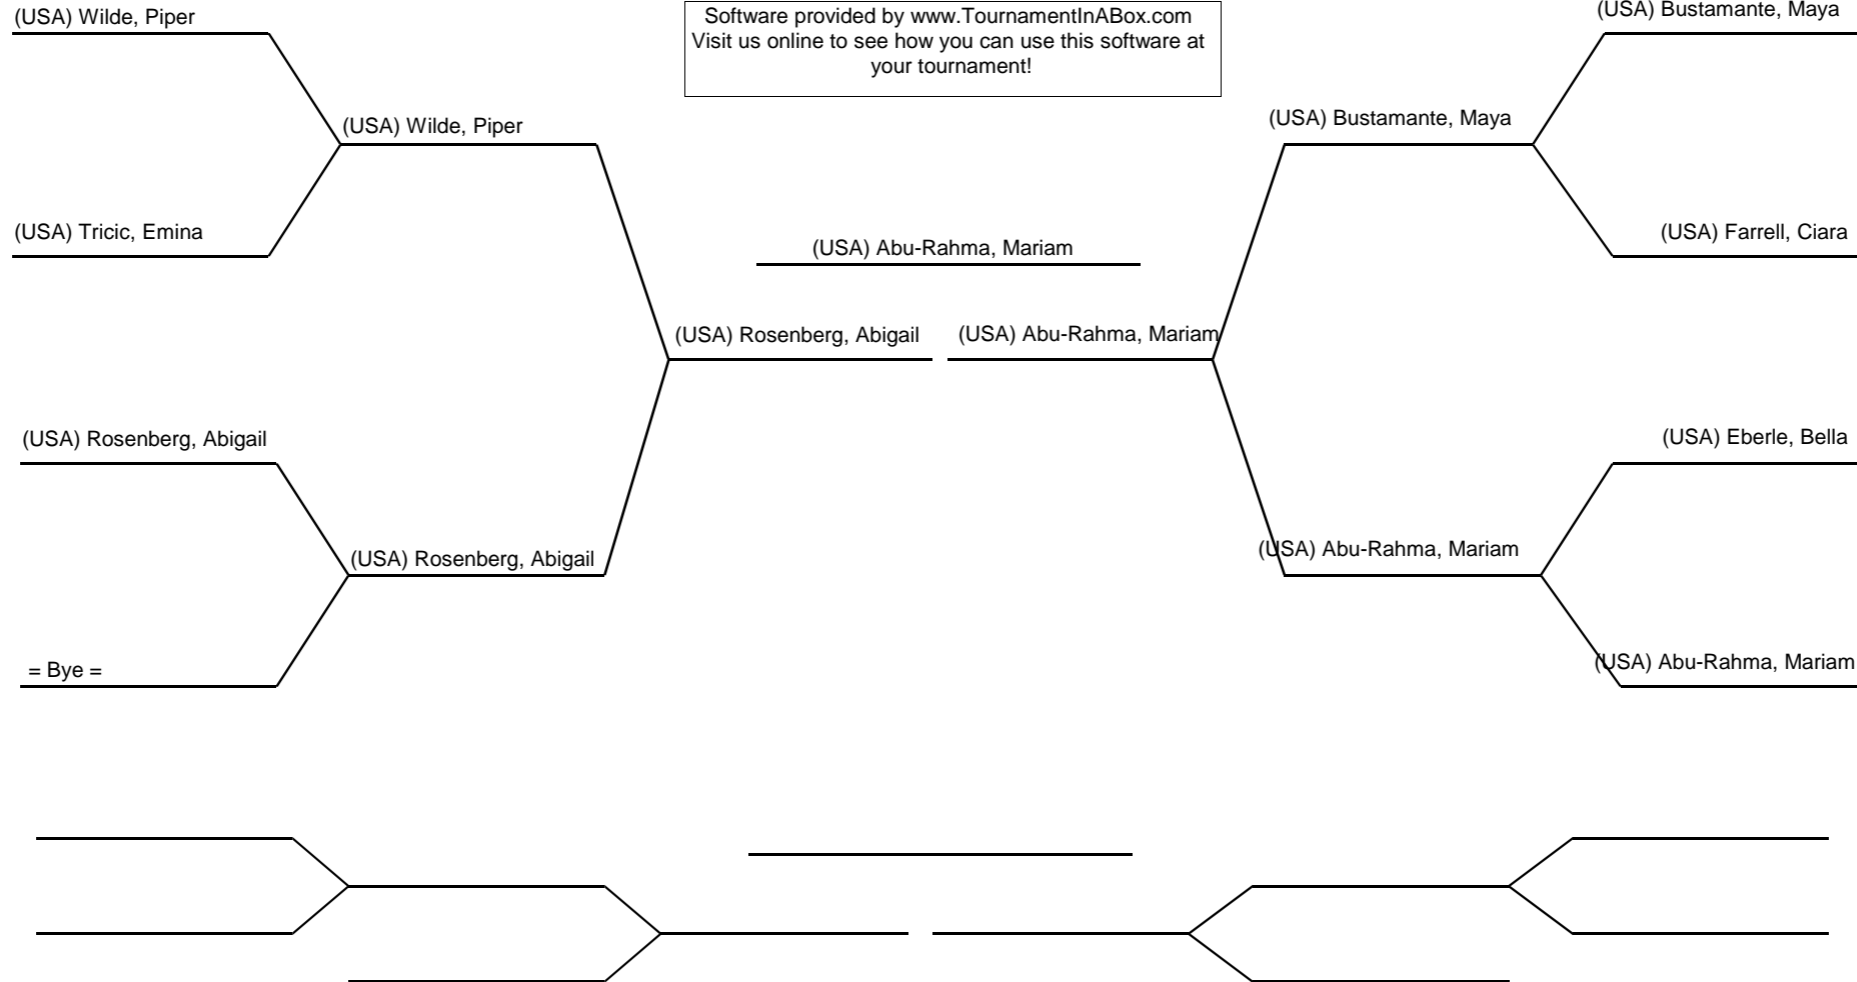 (USA) Wilde, Piper
Software provided by www.TournamentInABox.com
Visit us online to see how you can use this software at
your tournament!
(USA) Bustamante, Maya
(USA) Wilde, Piper
(USA) Bustamante, Maya
(USA) Tricic, Emina
(USA) Abu-Rahma, Mariam
(USA) Farrell, Ciara
(USA) Rosenberg, Abigail
(USA) Abu-Rahma, Mariam
(USA) Rosenberg, Abigail
(USA) Eberle, Bella
(USA) Rosenberg, Abigail
(USA) Abu-Rahma, Mariam
= Bye =
(USA) Abu-Rahma, Mariam